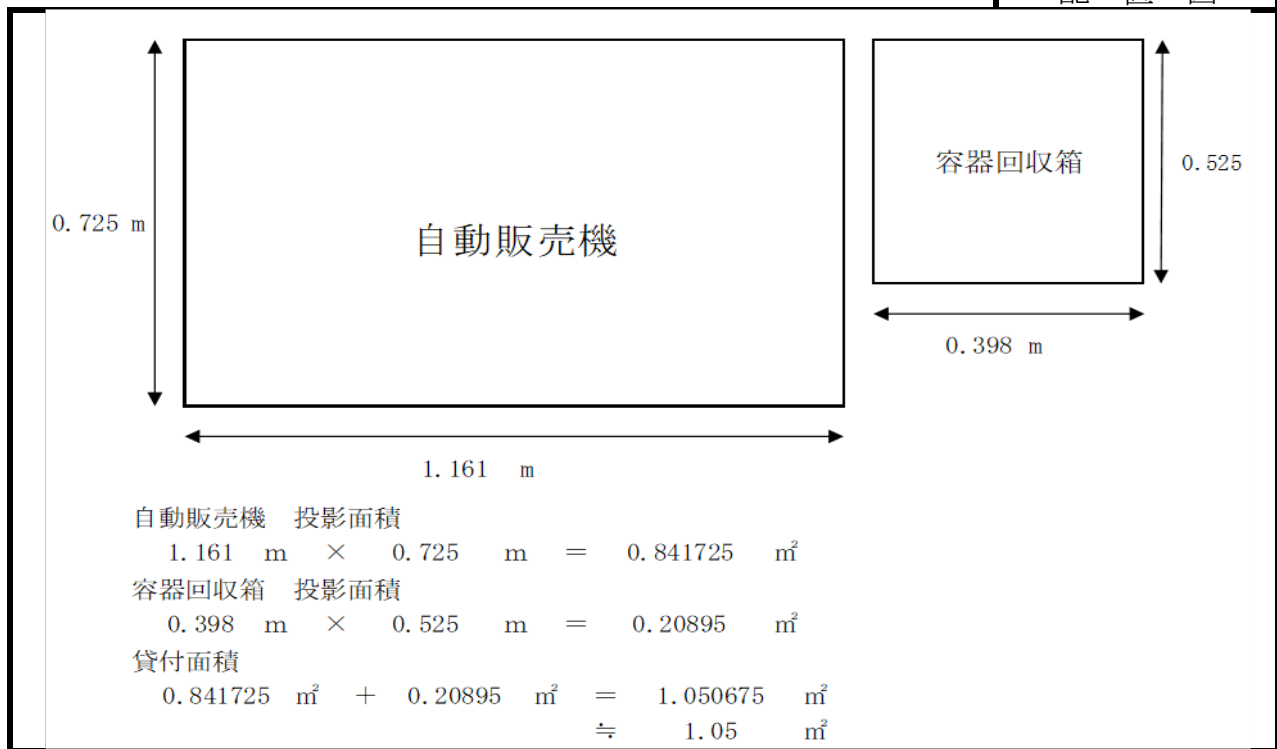 容器回収箱
0.525
0.725 m
自動販売機
0.398 m
1.161 m
自動販売機 投影面積
1.161 m × 0.725 m = 0.841725 ㎡
容器回収箱 投影面積
0.398 m × 0.525 m = 0.20895 ㎡
貸付面積
0.841725 ㎡ + 0.20895 ㎡ = 1.050675 ㎡
≒ 1.05 ㎡